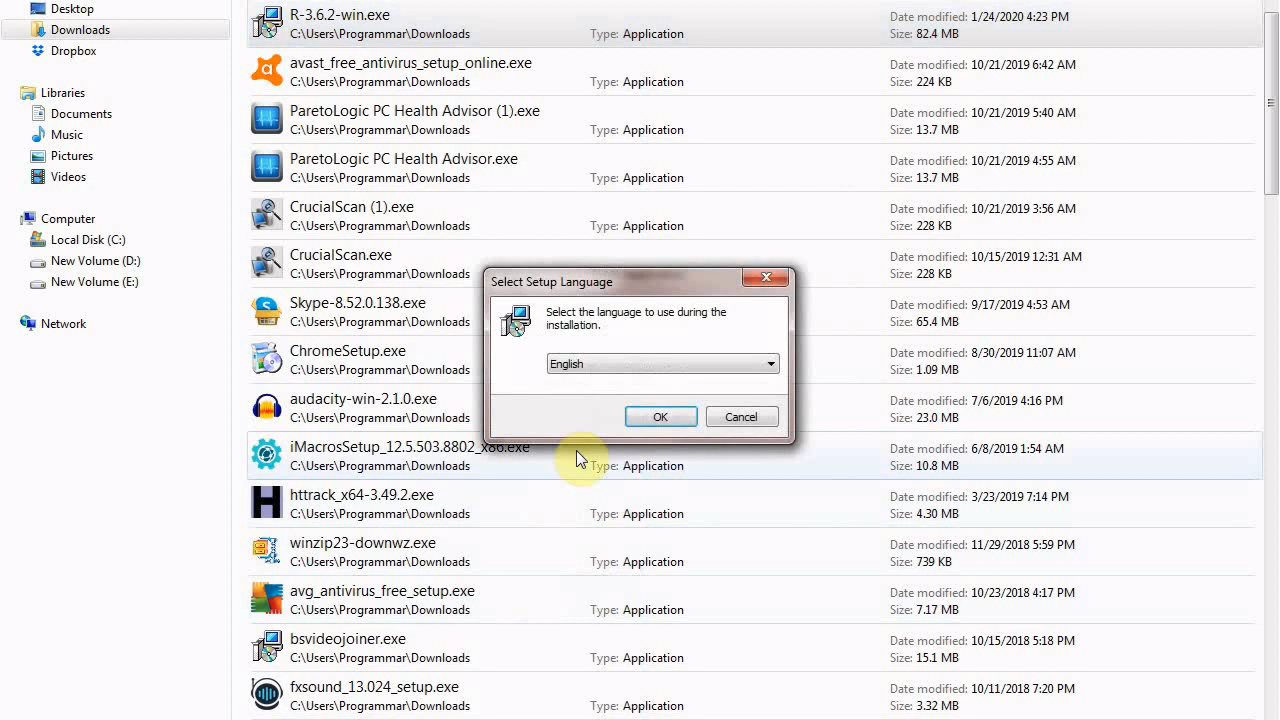 Desktop
Downloads
Dropbox
Libraries
Documents
Music
Pictures
Videos
Computer
Local Disk (C:)
New Volume (D:)
New Volume (E:)
Network
R-3.6.2-win.exe Date modified: 1/24/2020 4:23 PM
C:\Users\Programmar\Downloads Type: Application Size: 82.4 MB
avast_free_antivirus_setup_online.exe Date modified: 10/21/2019 6:42 AM
C:\Users\Programmar\Downloads Type: Application Size: 224 KB
ParetoLogic PC Health Advisor (1).exe Date modified: 10/21/2019 5:40 AM
C:\Users\Programmar\Downloads Type: Application Size: 13.7 MB
ParetoLogic PC Health Advisor.exe Date modified: 10/21/2019 4:55 AM
C:\Users\Programmar\Downloads Type: Application Size: 13.7 MB
CrucialScan (1).exe Date modified: 10/21/2019 3:56 AM
C:\Users\Programmar\Downloads Type: Application Size: 228 KB
CrucialScan.exe Date modified: 10/15/2019 12:31 AM
C:\Users\Programmar\Downloads Size: 228 KB
Skype-8.52.0.138.exe Date modified: 9/17/2019 4:53 AM
C:\Users\Programmar\Downloads Size: 65.4 MB
ChromeSetup.exe Date modified: 8/30/2019 11:07 AM
C:\Users\Programmar\Downloads Size: 1.09 MB
audacity-win-2.1.0.exe Date modified: 7/6/2019 4:16 PM
C:\Users\Programmar\Downloads Size: 23.0 MB
iMacrosSetup_12.5.503.8802_x86.exe Date modified: 6/8/2019 1:54 AM
C:\Users\Programmar\Downloads Type: Application Size: 10.8 MB
httrack_x64-3.49.2.exe Date modified: 3/23/2019 7:14 PM
C:\Users\Programmar\Downloads Type: Application Size: 4.30 MB
winzip23-downwz.exe Date modified: 11/29/2018 5:59 PM
C:\Users\Programmar\Downloads Type: Application Size: 739 KB
avg_antivirus_free_setup.exe Date modified: 10/23/2018 4:17 PM
C:\Users\Programmar\Downloads Type: Application Size: 7.17 MB
bsvideojoiner.exe Date modified: 10/15/2018 5:18 PM
C:\Users\Programmar\Downloads Type: Application Size: 15.1 MB
fxsound_13.024_setup.exe Date modified: 10/11/2018 7:20 PM
C:\Users\Programmar\Downloads Type: Application Size: 3.32 MB
Select Setup Language
Select the language to use during the
installation.
English
OK Cancel